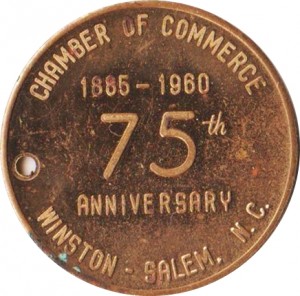 CHAMBER OF COMMERCE
1885-1960
75th
ANNIVERSARY
WINSTON-SALEM, N.C.